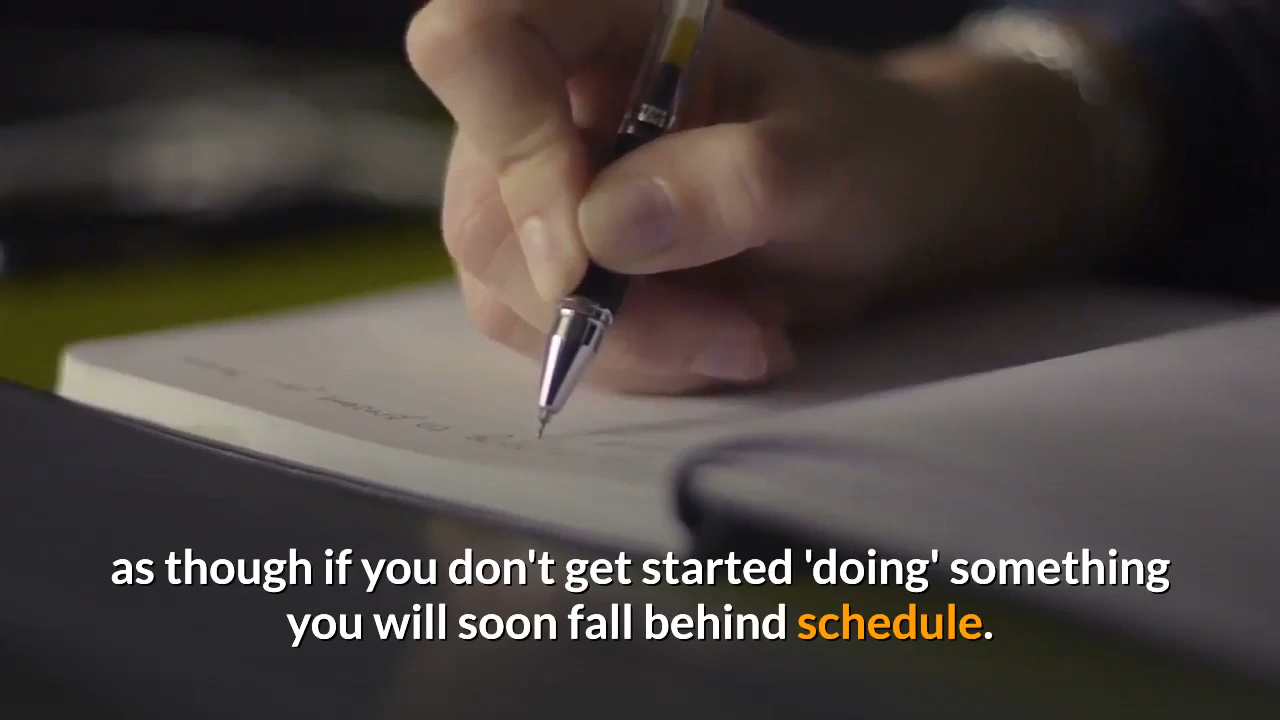 as though if you don't get started 'doing' something
you will soon fall behind schedule.